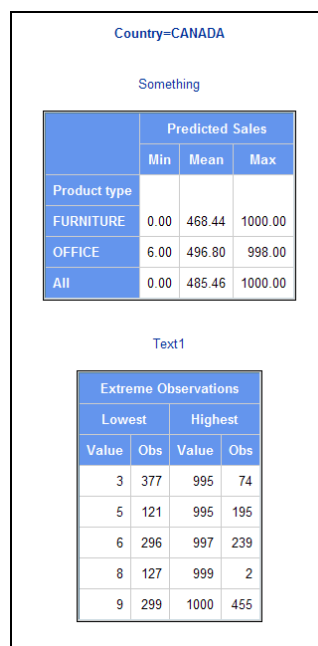 Country=CANADA
Something
Predicted Sales
Min Mean Max
Product type
FURNITURE 0.00 468.44 1000.00
OFFICE 6.00 496.80 998.00
All 0.00 485.46 1000.00
Text1
Extreme Observations
Lowest Highest
Value Obs Value Obs
3 377 995 74
5 121 995 195
6 296 997 239
8 127 999 2
9 299 1000 455